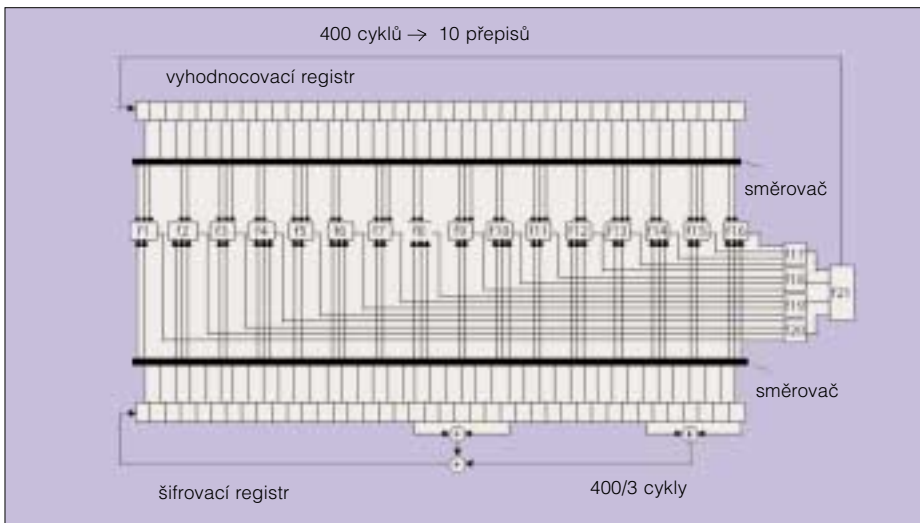 400 cyklů → 10 přepisů
vyhodnocovací registr
směrovač
f1 f2 f3 f4 f5 f6 f7 f8 f9 f10 f11 f12 f13 f14 f15 f16
f17
f18
f19
f20
f21
směrovač
šifrovací registr
400/3 cykly